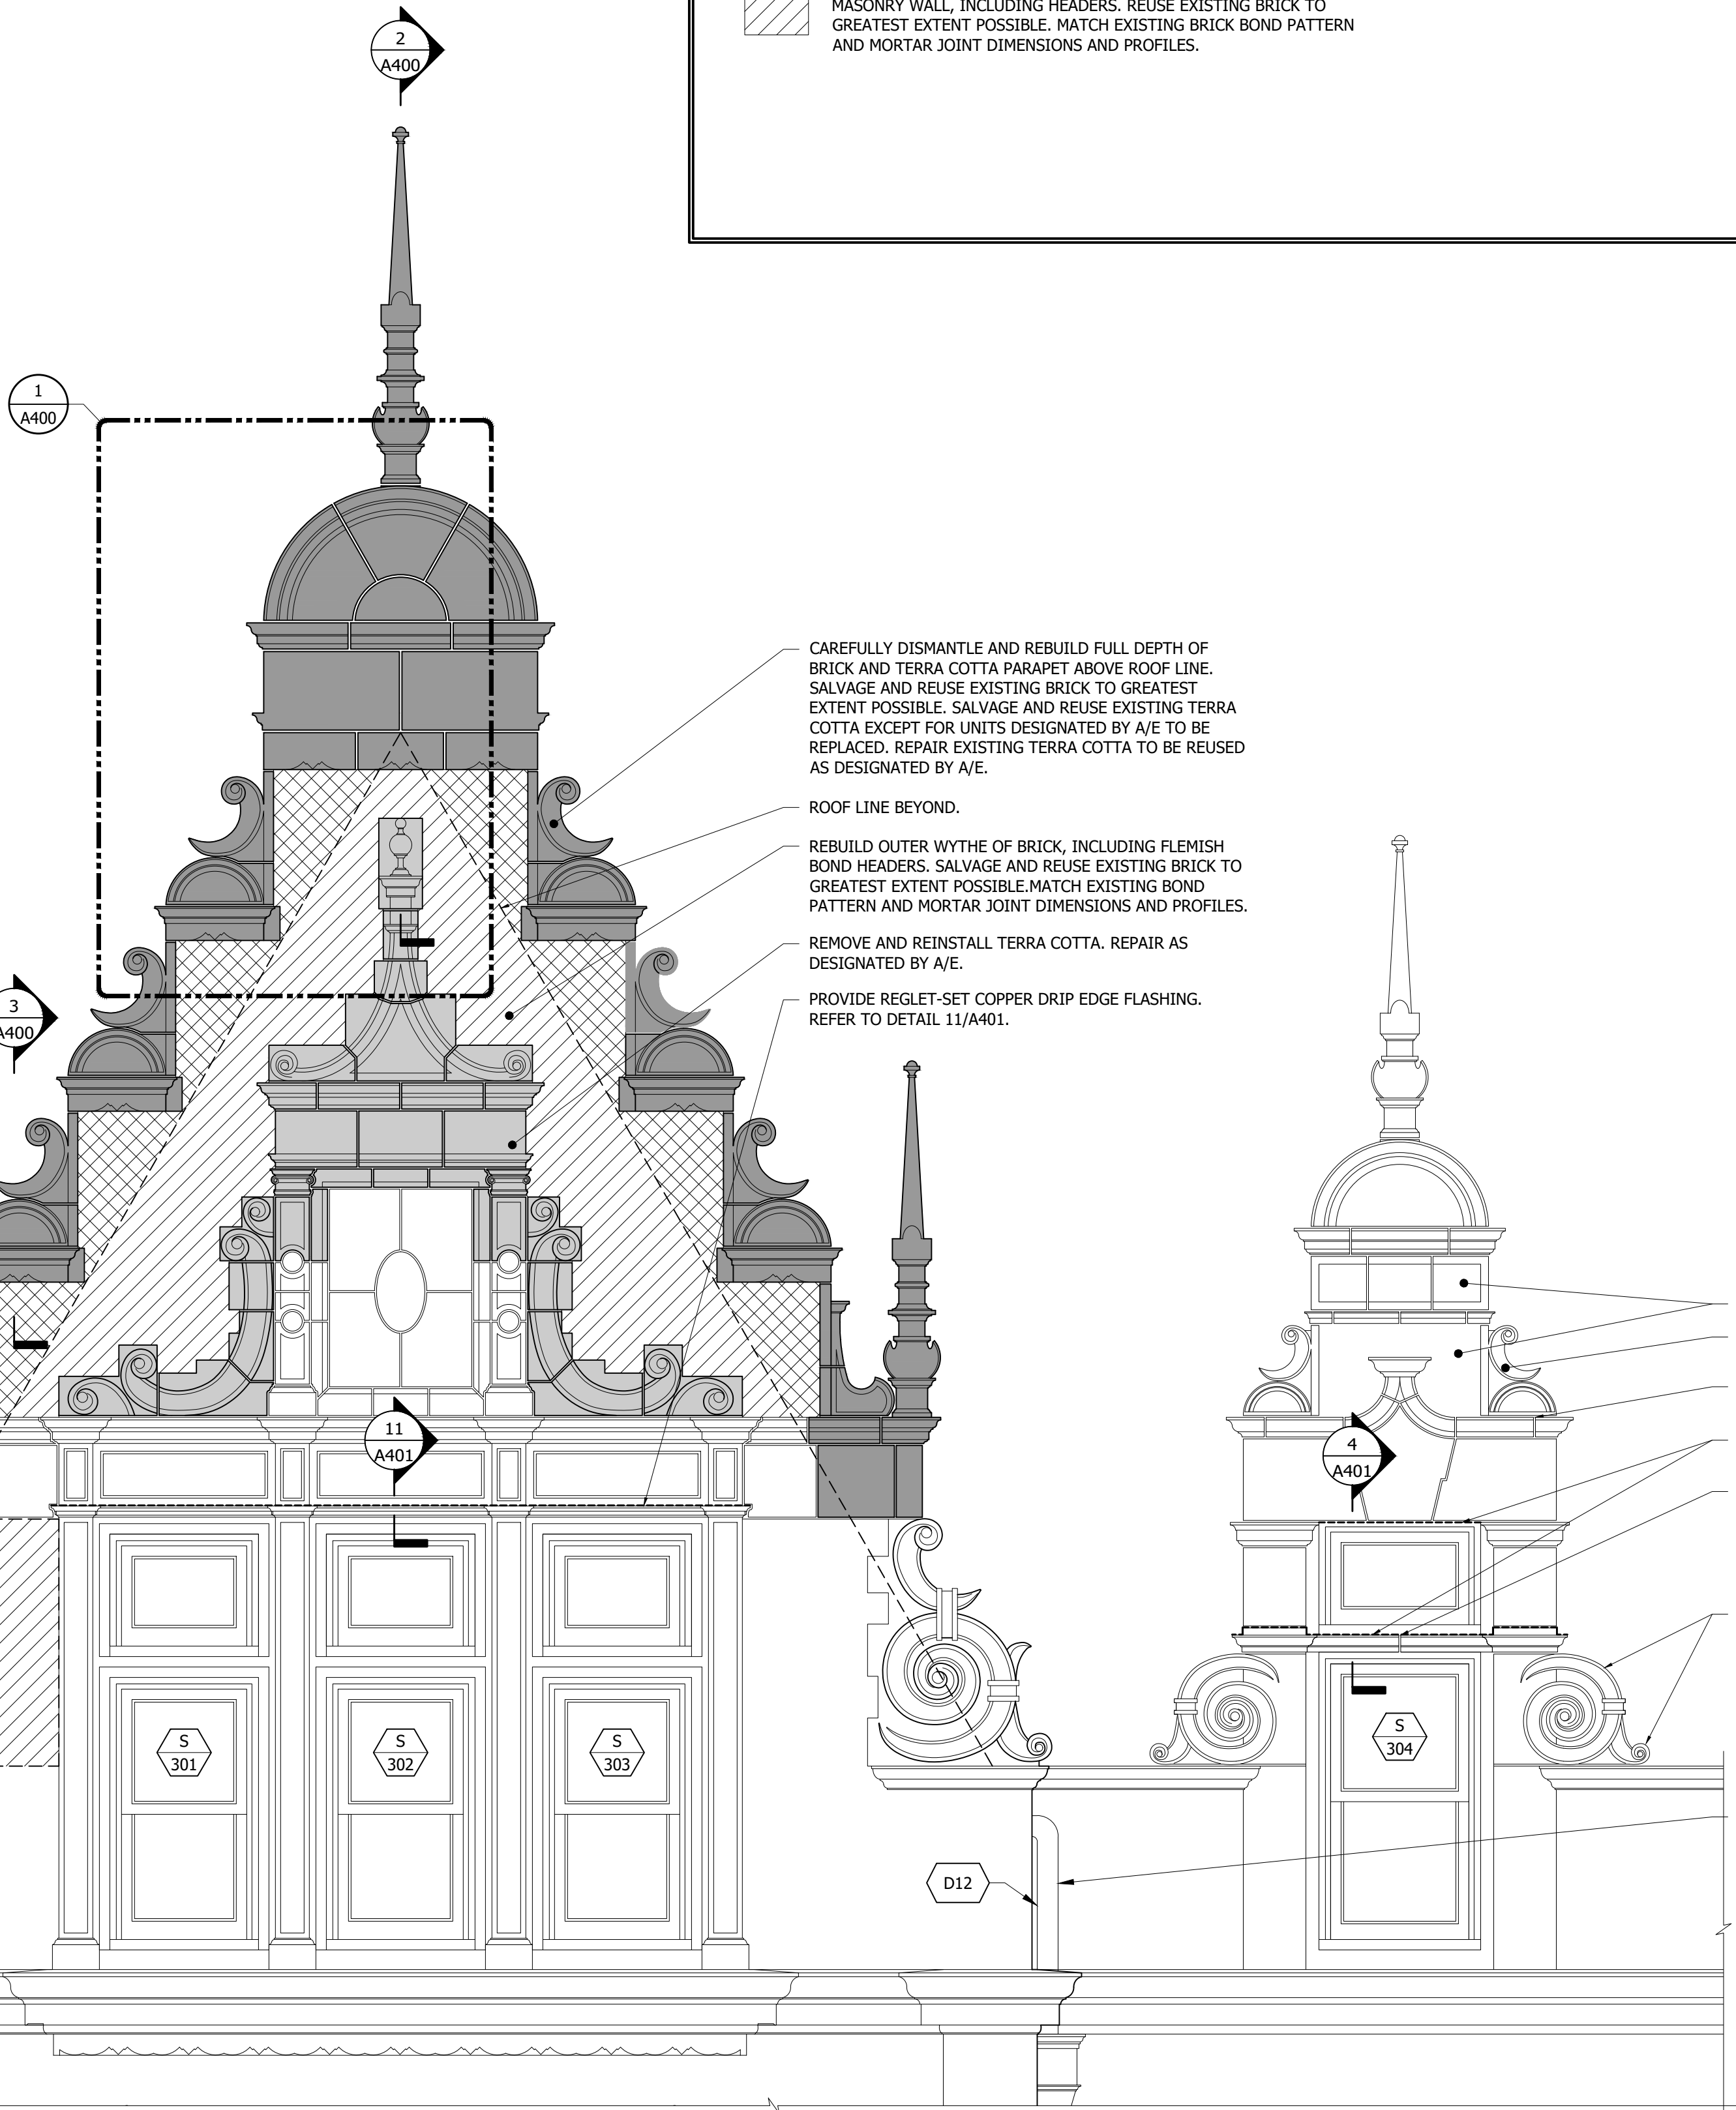 MASONRY WALL, INCLUDING HEADERS. REUSE EXISTING BRICK TO
GREATEST EXTENT POSSIBLE. MATCH EXISTING BRICK BOND PATTERN
AND MORTAR JOINT DIMENSIONS AND PROFILES.
2
A400
1
A400
CAREFULLY DISMANTLE AND REBUILD FULL DEPTH OF
BRICK AND TERRA COTTA PARAPET ABOVE ROOF LINE.
SALVAGE AND REUSE EXISTING BRICK TO GREATEST
EXTENT POSSIBLE. SALVAGE AND REUSE EXISTING TERRA
COTTA EXCEPT FOR UNITS DESIGNATED BY A/E TO BE
REPLACED. REPAIR EXISTING TERRA COTTA TO BE REUSED
AS DESIGNATED BY A/E.
ROOF LINE BEYOND.
REBUILD OUTER WYTHE OF BRICK, INCLUDING FLEMISH
BOND HEADERS. SALVAGE AND REUSE EXISTING BRICK TO
GREATEST EXTENT POSSIBLE.MATCH EXISTING BOND
PATTERN AND MORTAR JOINT DIMENSIONS AND PROFILES.
REMOVE AND REINSTALL TERRA COTTA. REPAIR AS
DESIGNATED BY A/E.
PROVIDE REGLET-SET COPPER DRIP EDGE FLASHING.
REFER TO DETAIL 11/A401.
3
A400
11
A401
4
A401
S
301
S
302
S
303
S
304
D12